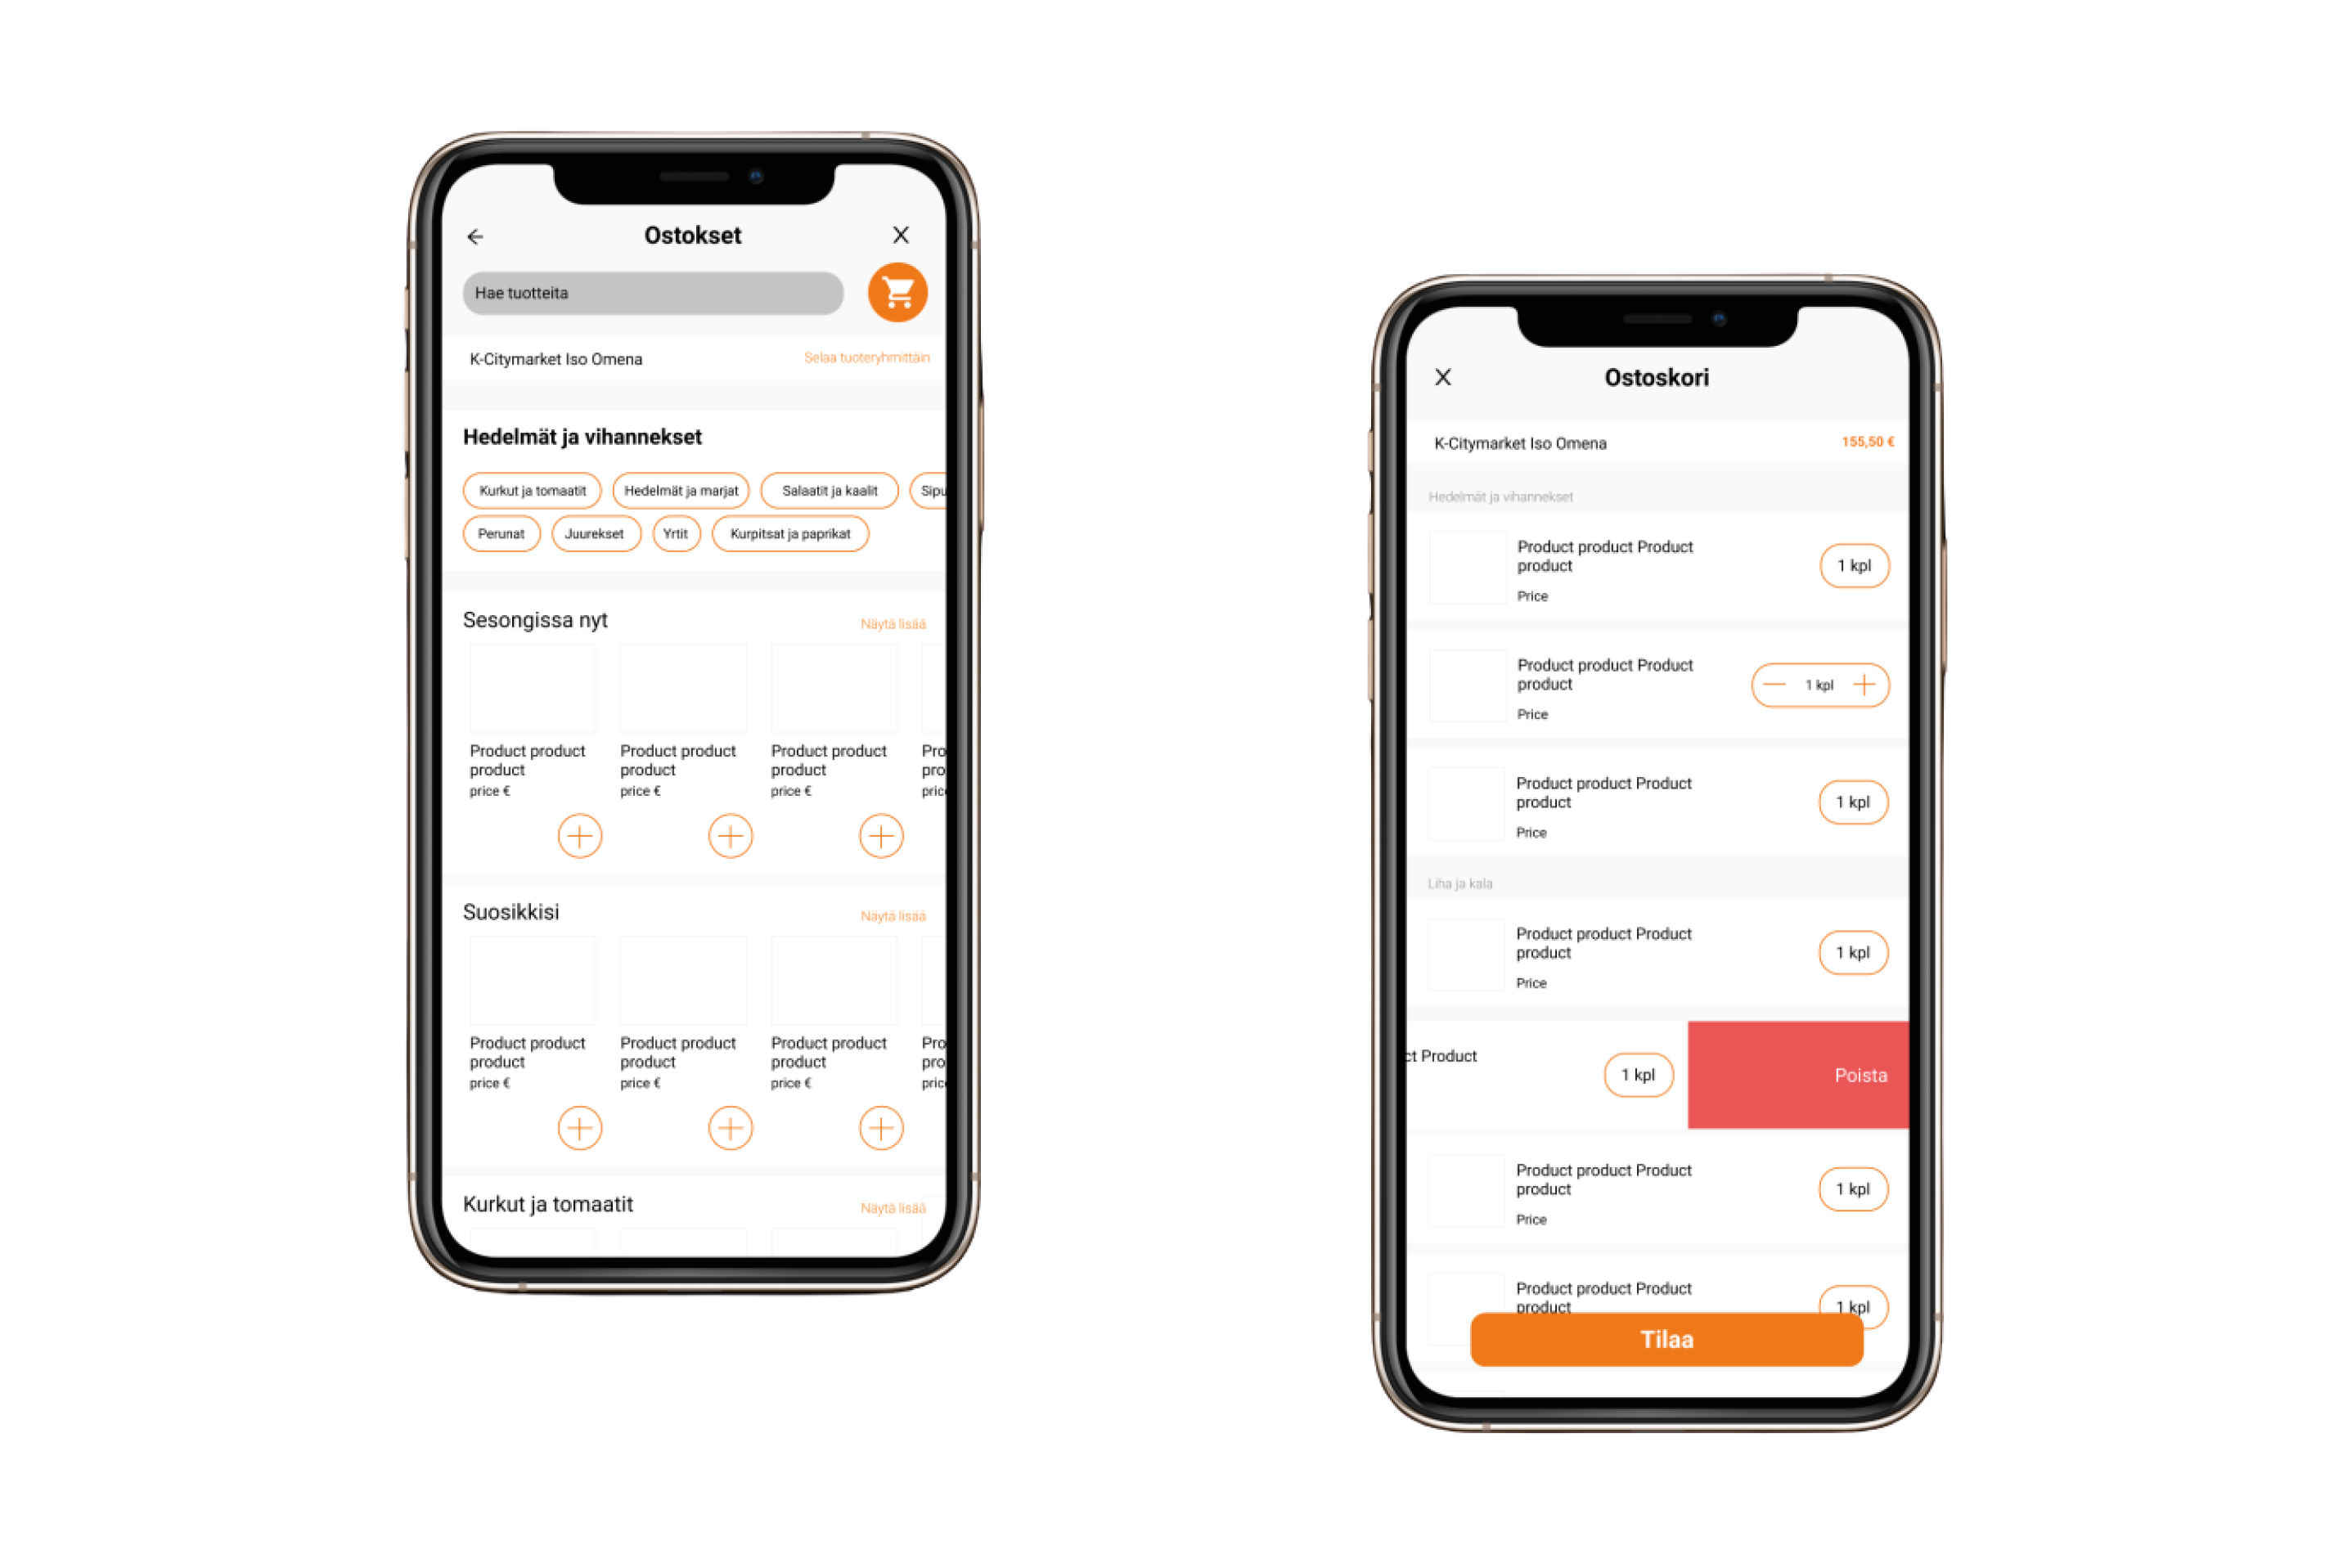 Ostokset
Hae tuotteita
K-Citymarket Iso Omena
Selaa tuoteryhmittäin
Hedelmät ja vihannekset
Kurkut ja tomaatit
Hedelmät ja marjat
Salaatit ja kaalit
Sipu
Perunat
Juurekset
Yrtit
Kurpitsat ja paprikat
Sesongissa nyt
Näytä lisää
Product product
product
price €
Product product
product
price €
Product product
product
price €
Pro
pro
pric
Suosikkisi
Näytä lisää
Product product
product
price €
Product product
product
price €
Product product
product
price €
Pro
pro
pric
Kurkut ja tomaatit
Näytä lisää
Ostoskori
K-Citymarket Iso Omena
155,50 €
Hedelmät ja vihannekset
Product product Product
product
Price
1 kpl
Product product Product
product
Price
1 kpl
Product product Product
product
Price
1 kpl
Liha ja kala
Product product Product
product
Price
1 kpl
ct Product
1 kpl
Poista
Product product Product
product
Price
1 kpl
Product product Product
product
1 kpl
Tilaa